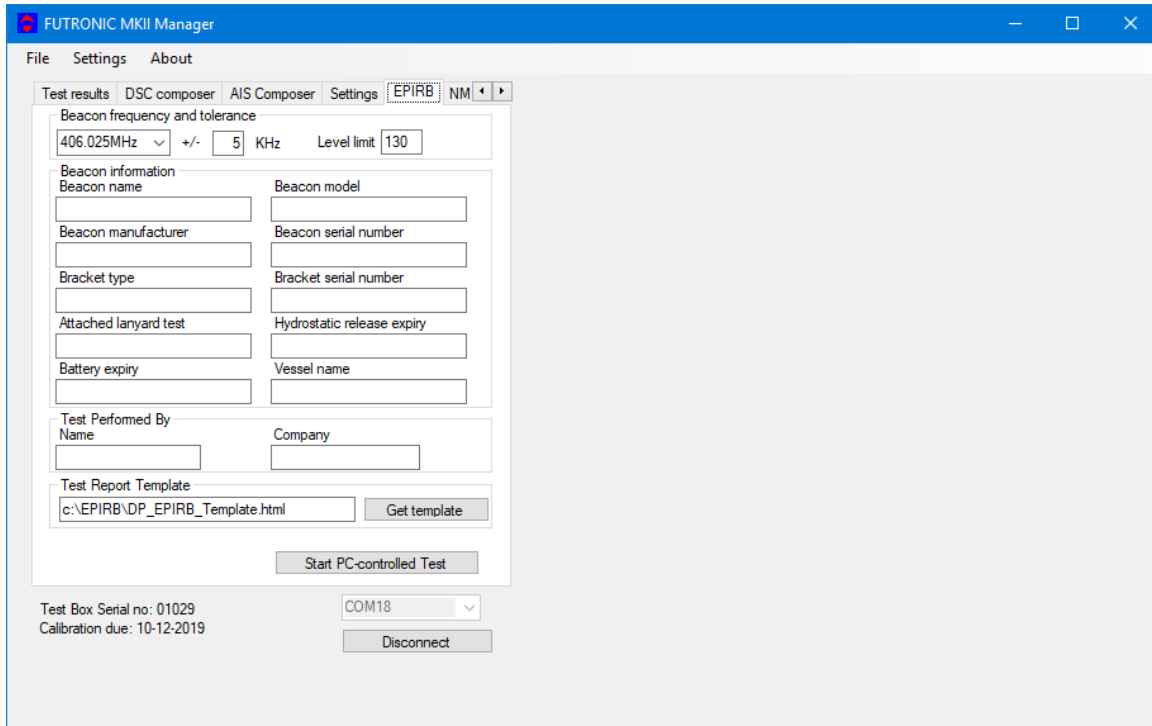 FUTRONIC MKII Manager
File Settings About
Test results DSC composer AIS Composer Settings EPIRB NM
Beacon frequency and tolerance
406.025MHz +/- 5 KHz Level limit 130
Beacon information
Beacon name Beacon model
Beacon manufacturer Beacon serial number
Bracket type Bracket serial number
Attached lanyard test Hydrostatic release expiry
Battery expiry Vessel name
Test Performed By
Name Company
Test Report Template
c:\EPIRB\DP_EPIRB_Template.html Get template
Start PC-controlled Test
Test Box Serial no: 01029 COM18
Calibration due: 10-12-2019
Disconnect